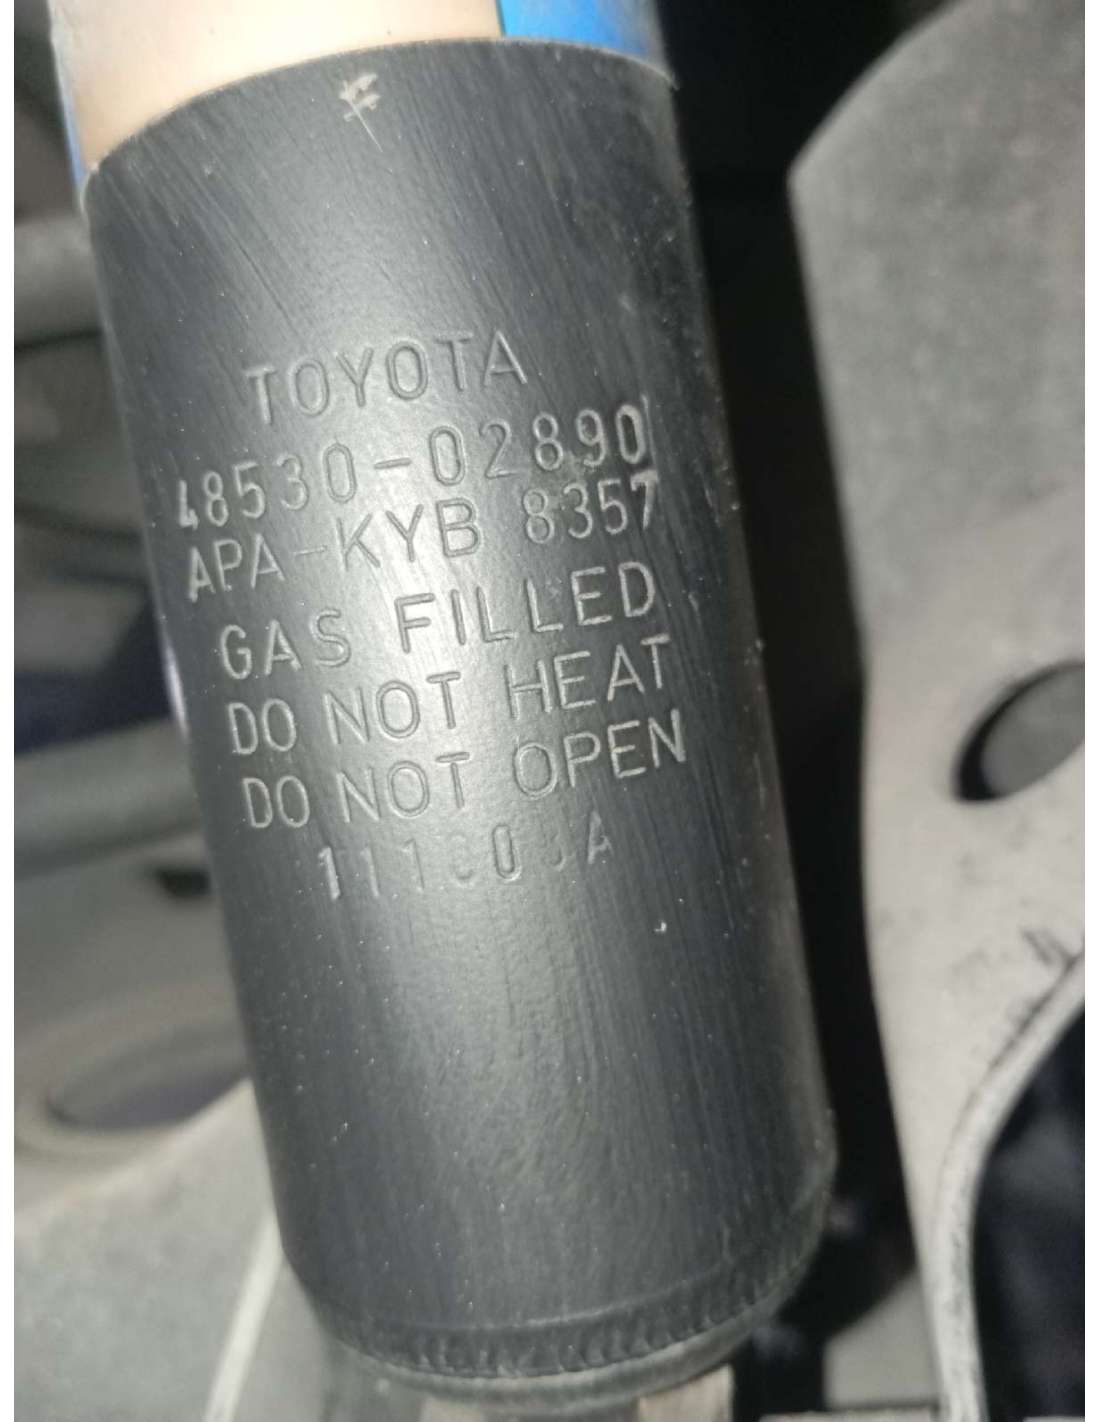 TOYOTA
48530-02890
APA-KYB 8357
GAS FILLED
DO NOT HEAT
DO NOT OPEN